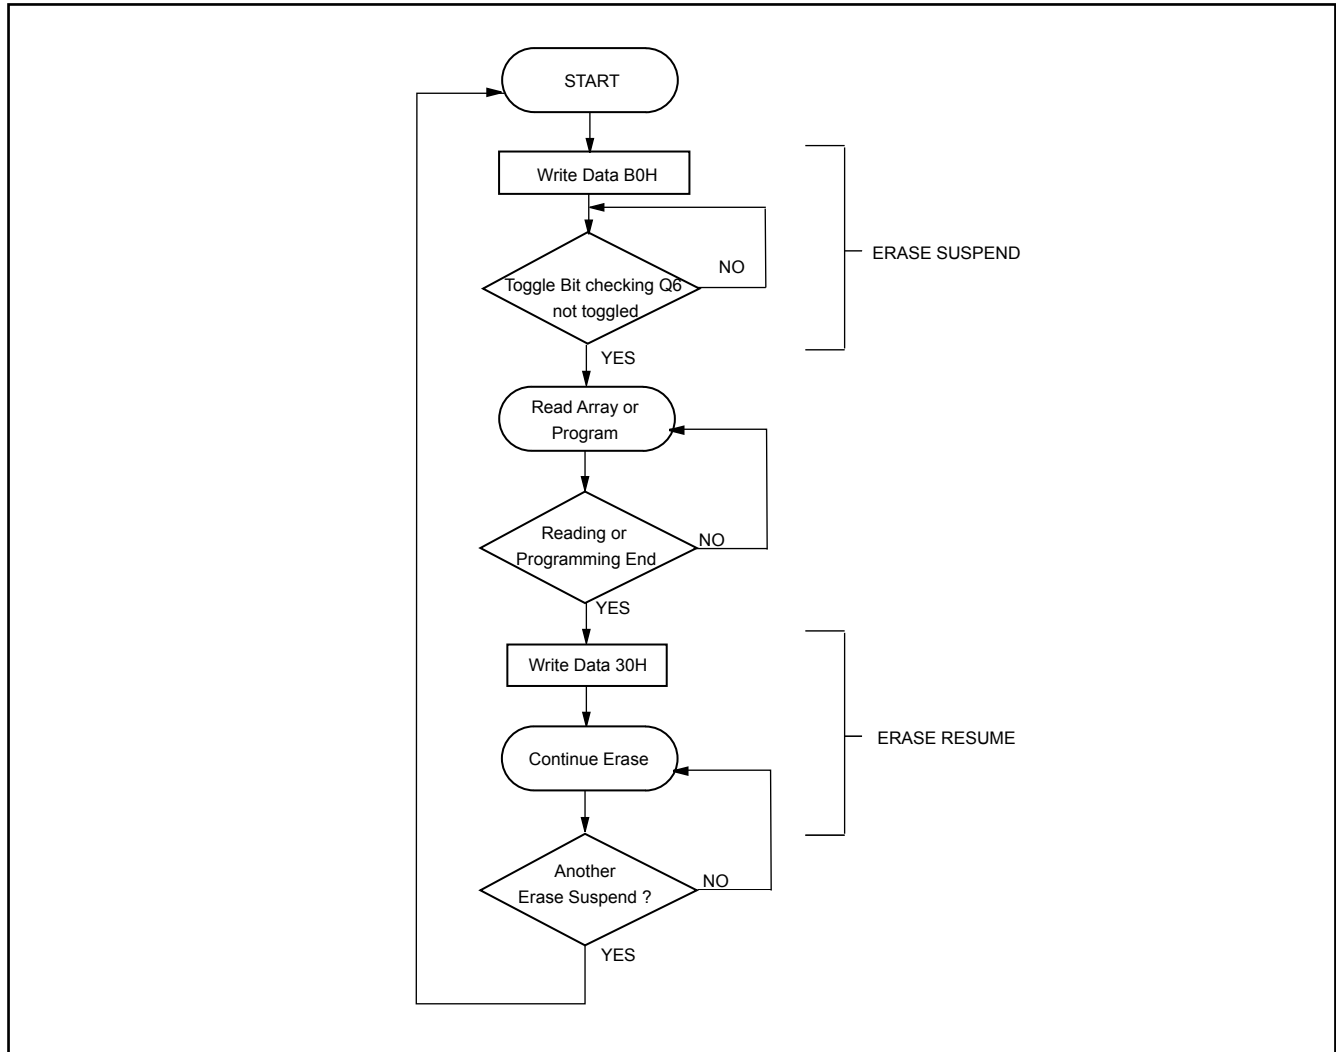 START
Write Data B0H
ERASE SUSPEND
NO
Toggle Bit checking Q6
not toggled
YES
Read Array or
Program
Reading or
Programming End
NO
YES
Write Data 30H
ERASE RESUME
Continue Erase
Another
Erase Suspend ?
NO
YES